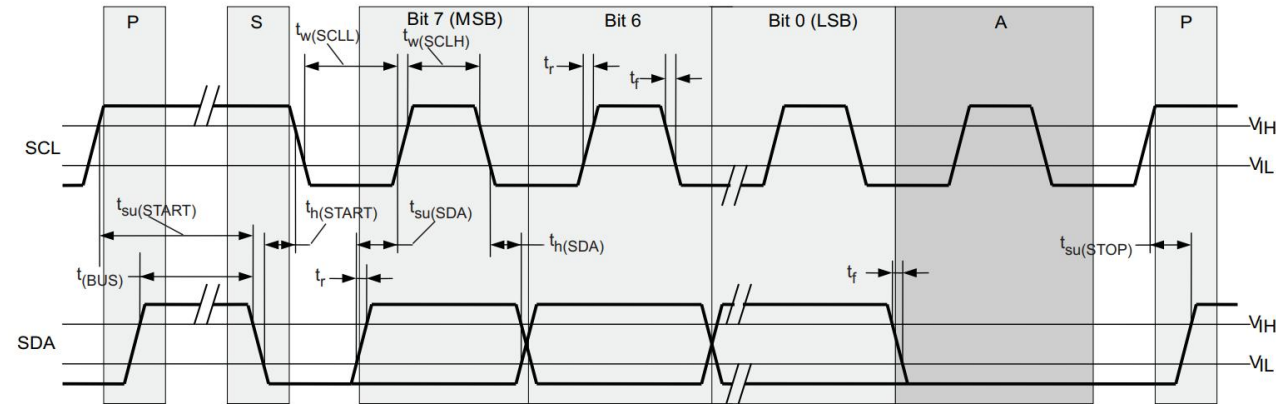 P
S
Bit 7 (MSB)
Bit 6
Bit 0 (LSB)
A
P
tw(SCLL)
tw(SCLH)
tr
tf
VIH
SCL
VIL
tsu(START)
th(START)
tsu(SDA)
th(SDA)
tsu(STOP)
t(BUS)
tr
tf
VIH
SDA
VIL